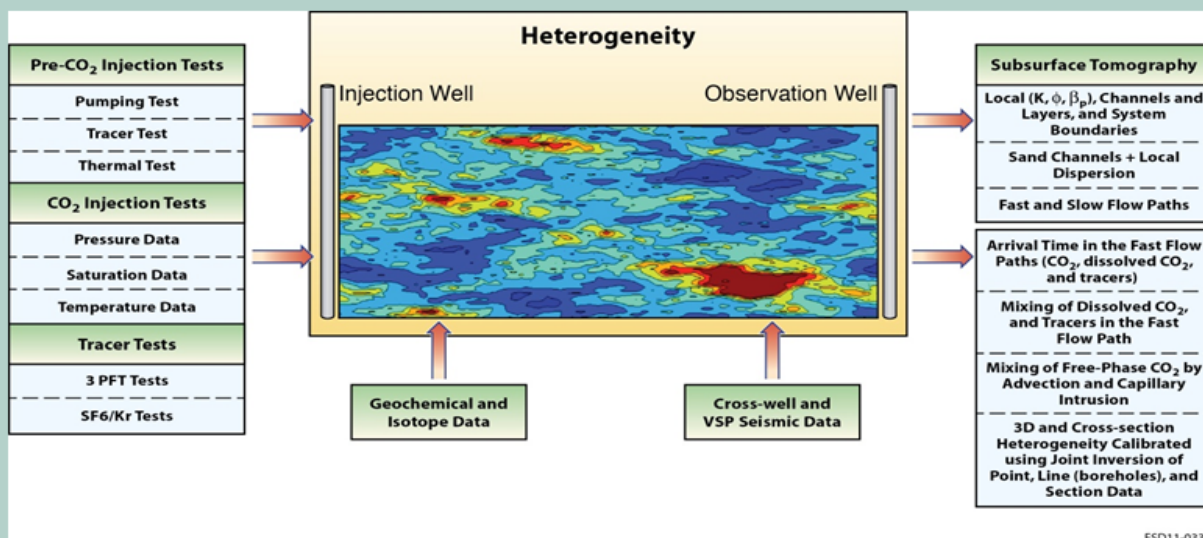 Heterogeneity
Pre-CO₂ Injection Tests
Pumping Test
Tracer Test
Thermal Test
CO₂ Injection Tests
Pressure Data
Saturation Data
Temperature Data
Tracer Tests
3 PFT Tests
SF6/Kr Tests
Injection Well
Observation Well
Geochemical and
Isotope Data
Cross-well and
VSP Seismic Data
Subsurface Tomography
Local (K, ϕ, βₚ), Channels and
Layers, and System
Boundaries
Sand Channels + Local
Dispersion
Fast and Slow Flow Paths
Arrival Time in the Fast Flow
Paths (CO₂, dissolved CO₂,
and tracers)
Mixing of Dissolved CO₂,
and Tracers in the Fast
Flow Path
Mixing of Free-Phase CO₂ by
Advection and Capillary
Intrusion
3D and Cross-section
Heterogeneity Calibrated
using Joint Inversion of
Point, Line (boreholes), and
Section Data